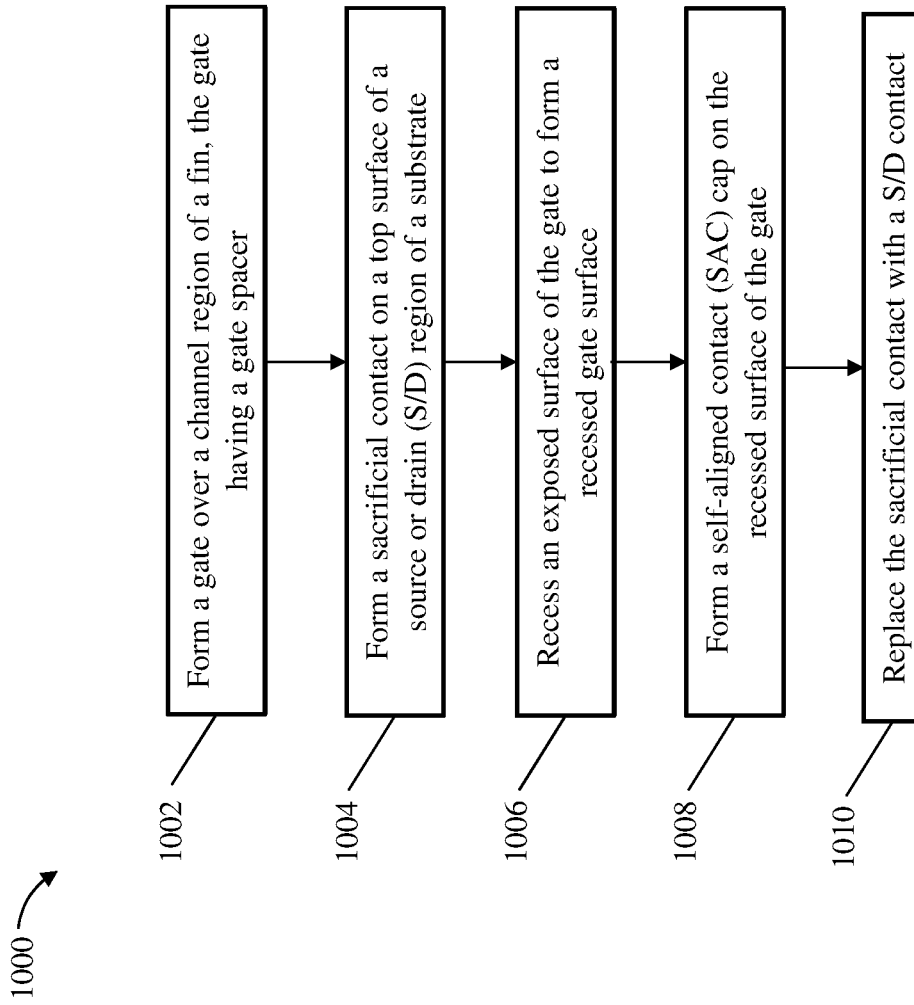 1000
1002
Form a gate over a channel region of a fin, the gate
having a gate spacer
1004
Form a sacrificial contact on a top surface of a
source or drain (S/D) region of a substrate
1006
Recess an exposed surface of the gate to form a
recessed gate surface
1008
Form a self-aligned contact (SAC) cap on the
recessed surface of the gate
1010
Replace the sacrificial contact with a S/D contact